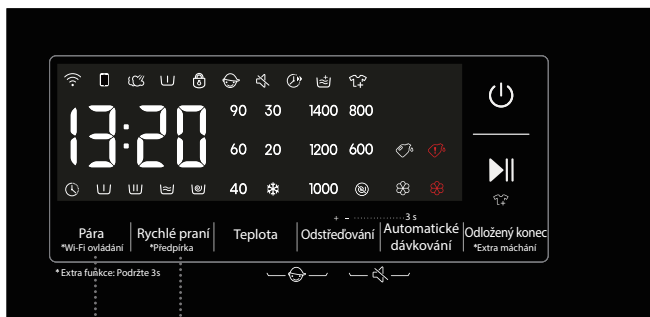 90 30 1400 800
13:20
60 20 1200 600
40 1000
+ - 3 s
Pára Rychlé praní Teplota Odstřeďování Automatické dávkování Odložený konec
*Wi-Fi ovládání *Předpírka *Extra máchání
* Extra funkce: Podržte 3s